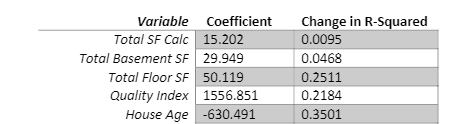 Variable Coefficient Change in R-Squared
Total SF Calc 15.202 0.0095
Total Basement SF 29.949 0.0468
Total Floor SF 50.119 0.2511
Quality Index 1556.851 0.2184
House Age -630.491 0.3501